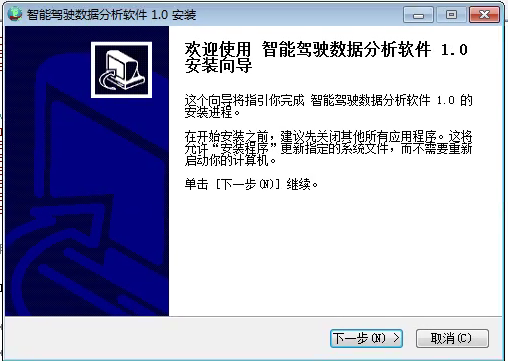 智能驾驶数据分析软件 1.0 安装
欢迎使用 智能驾驶数据分析软件 1.0
安装向导
这个向导将指引你完成 智能驾驶数据分析软件 1.0 的
安装进程。
在开始安装之前，建议先关闭其他所有应用程序。这将
允许“安装程序”更新指定的系统文件，而不需要重新
启动你的计算机。
单击 [下一步(N)] 继续。
下一步(N) >
取消(C)